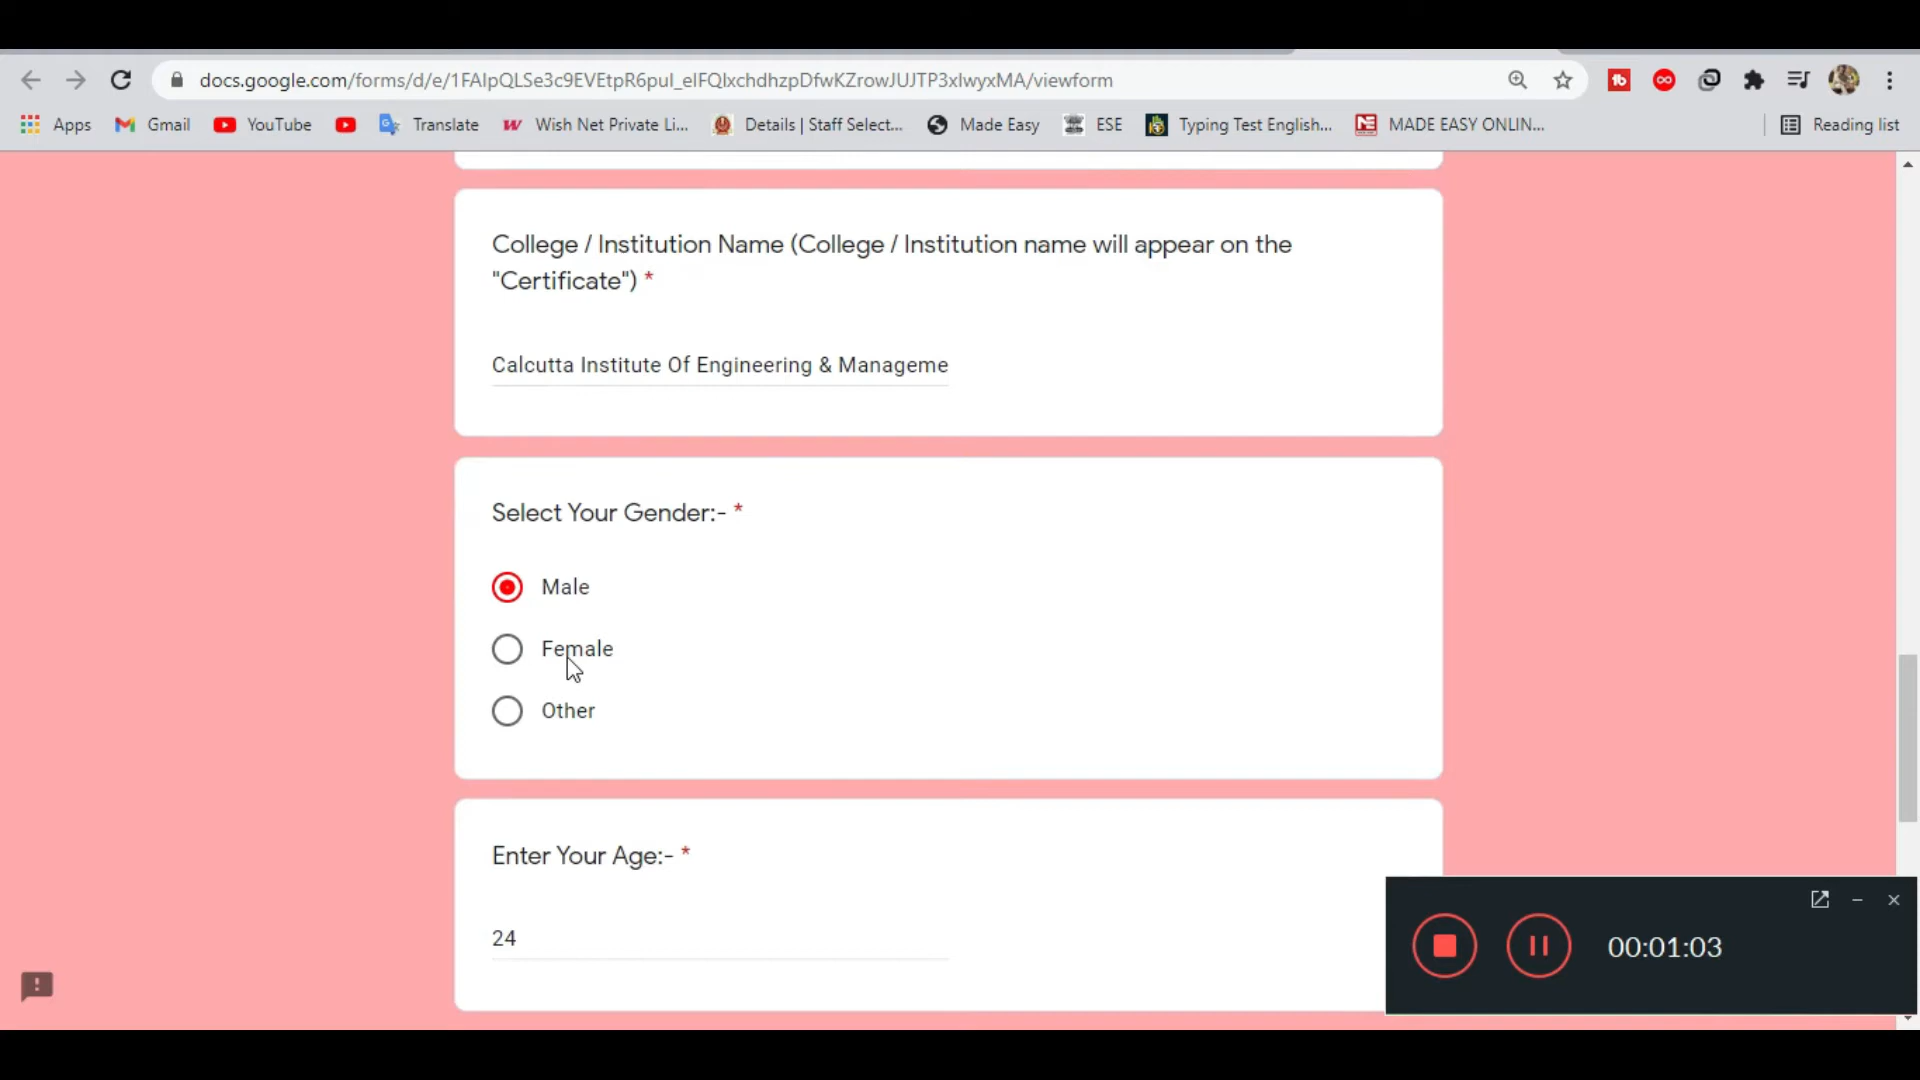 docs.google.com/forms/d/e/1FAIpQLSe3c9EVEtpR6puI_eIFQlxchdhzpDfwKZrowJUJTP3xIwyxMA/viewform
Apps Gmail YouTube Translate Wish Net Private Li... Details | Staff Select... Made Easy ESE Typing Test English... MADE EASY ONLIN... Reading list
College / Institution Name (College / Institution name will appear on the
"Certificate") *
Calcutta Institute Of Engineering & Manageme
Select Your Gender:- *
Male
Female
Other
Enter Your Age:- *
24
00:01:03